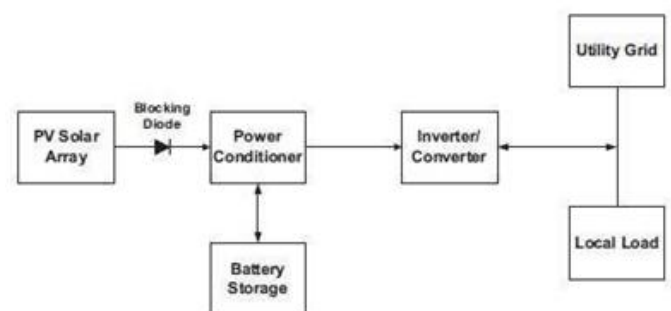 Utility Grid
Blocking
Diode
PV Solar
Array
Power
Conditioner
Inverter/
Converter
Battery
Storage
Local Load